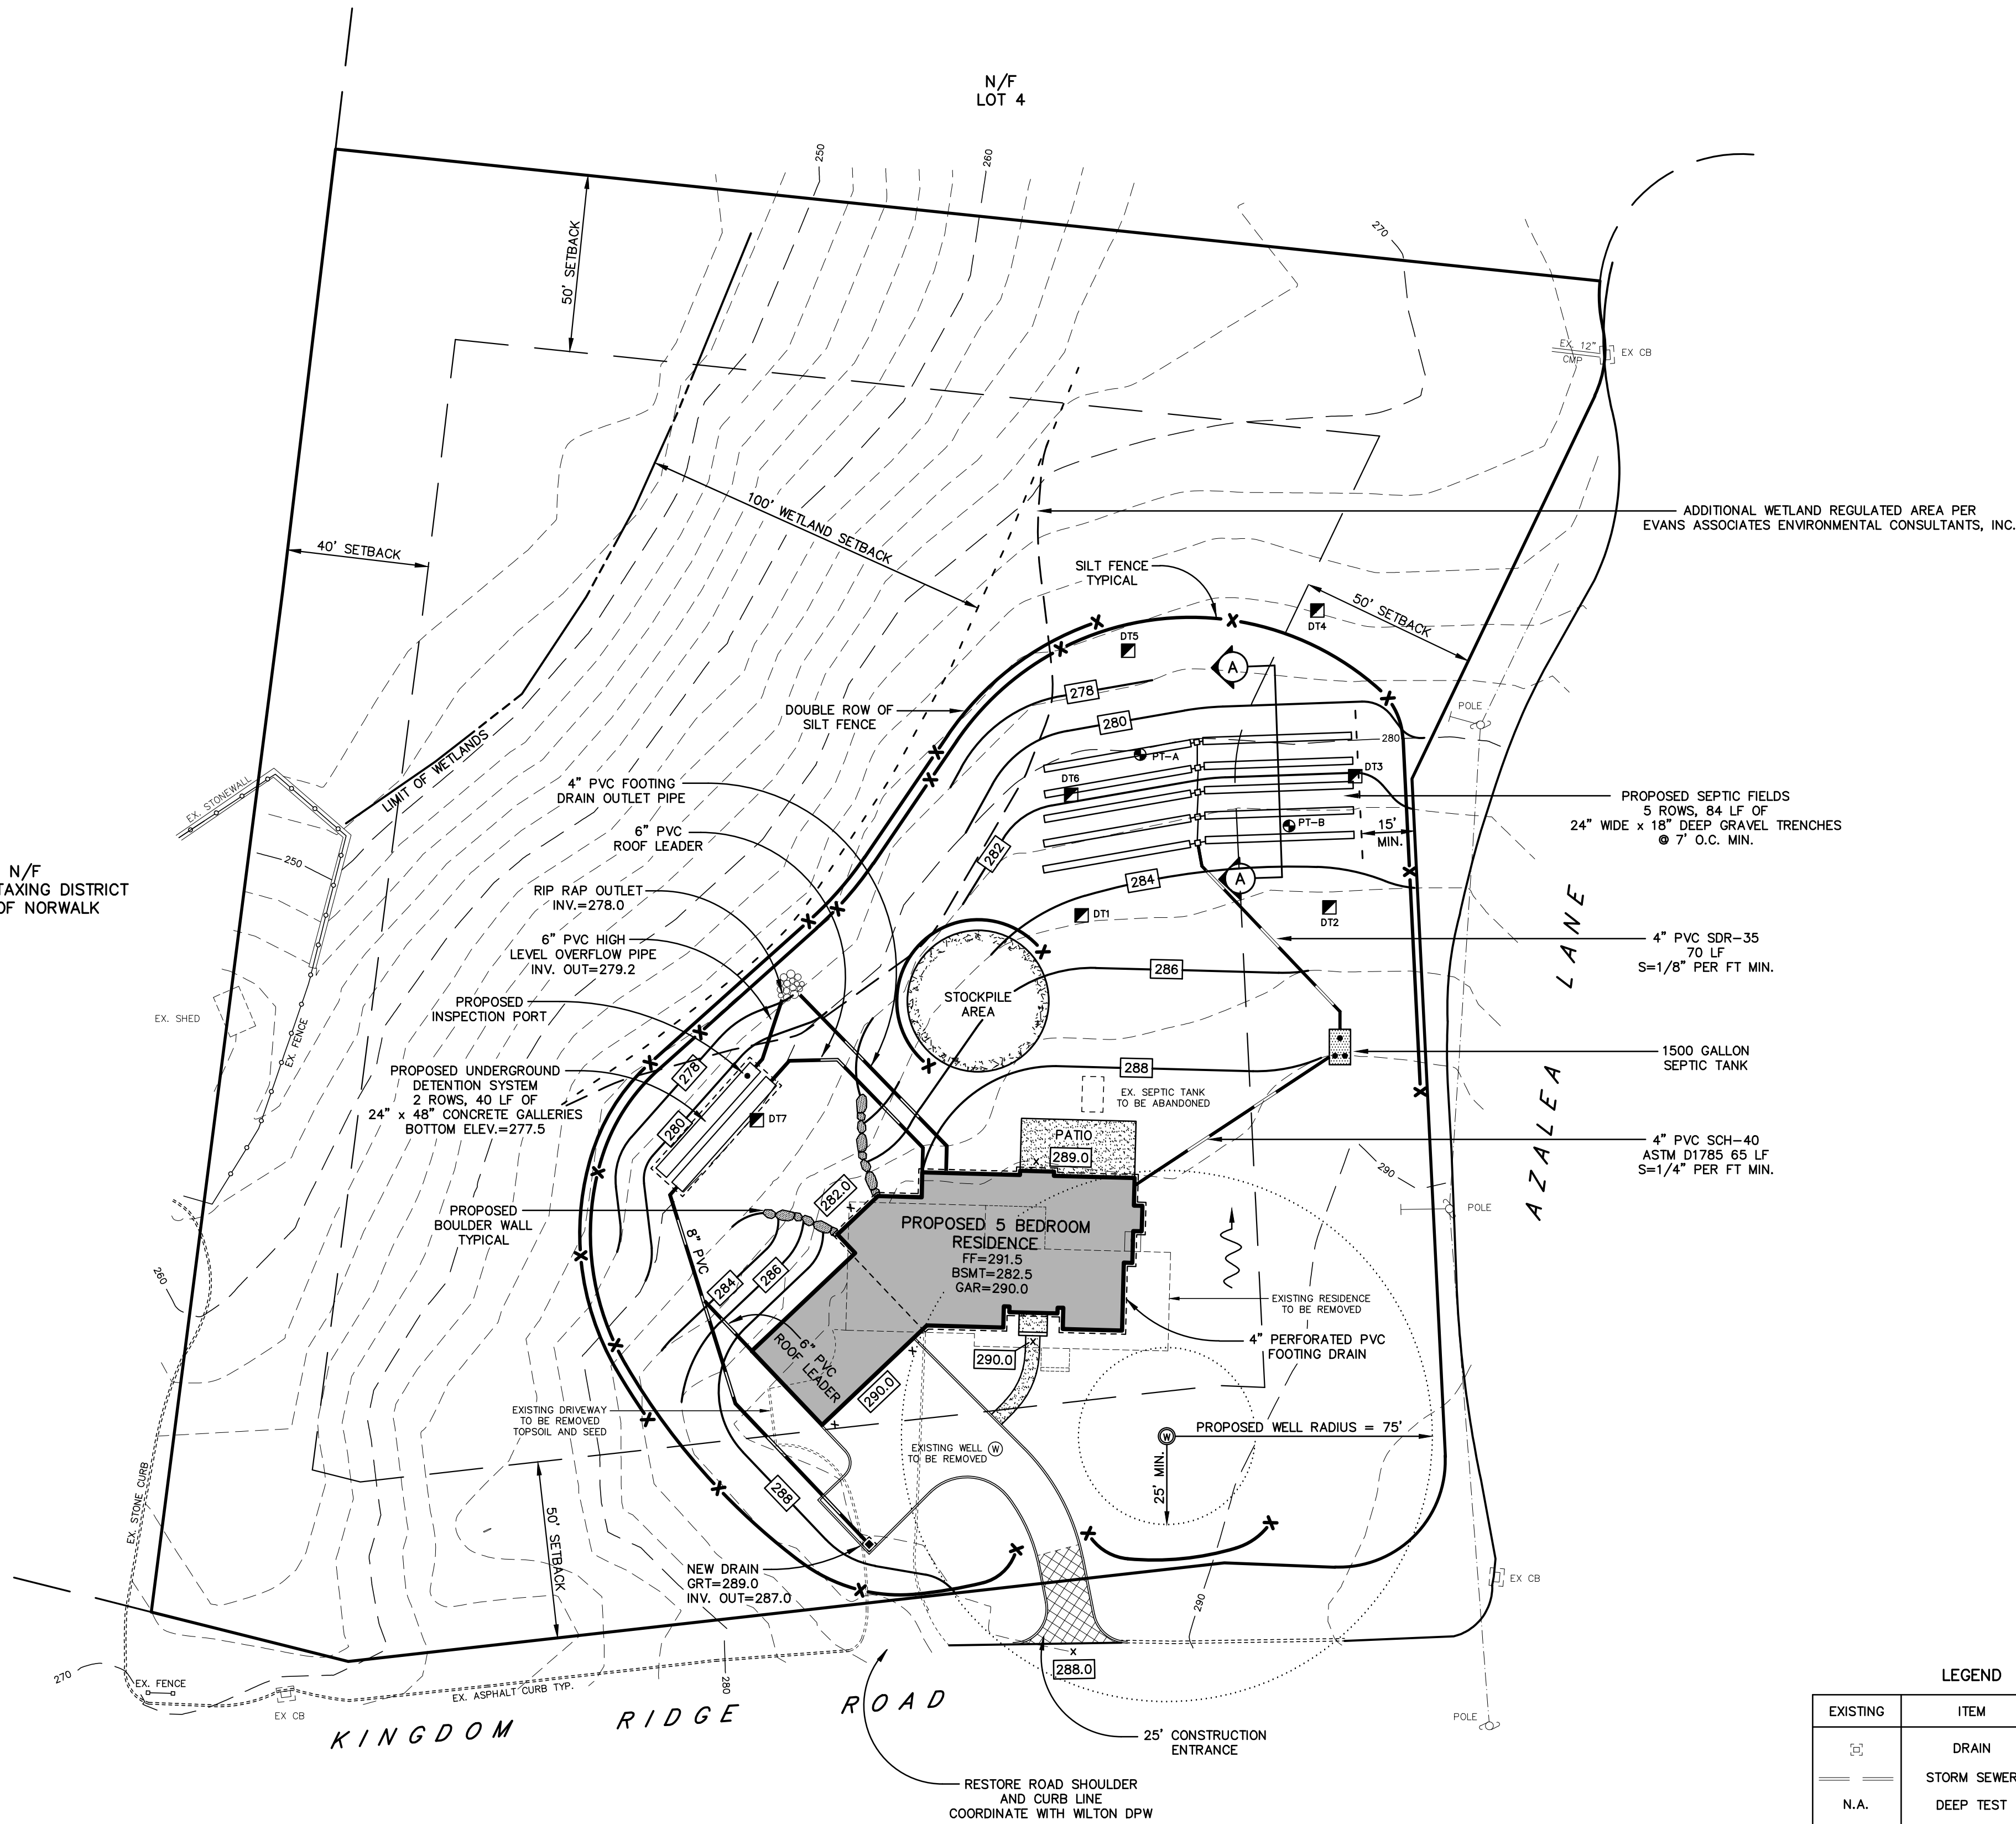 N/F
LOT 4
250
260
270
50' SETBACK
EX. 12"
CMP
EX CB
100' WETLAND SETBACK
40' SETBACK
ADDITIONAL WETLAND REGULATED AREA PER
EVANS ASSOCIATES ENVIRONMENTAL CONSULTANTS, INC.
SILT FENCE
TYPICAL
50' SETBACK
DT4
DT5
A
278
DOUBLE ROW OF
SILT FENCE
280
POLE
280
PT-A
DT3
DT6
LIMIT OF WETLANDS
EX. STONEWALL
4" PVC FOOTING
DRAIN OUTLET PIPE
PROPOSED SEPTIC FIELDS
5 ROWS, 84 LF OF
24" WIDE x 18" DEEP GRAVEL TRENCHES
@ 7' O.C. MIN.
PT-B
15'
MIN.
6" PVC
ROOF LEADER
282
250
N/F
TAXING DISTRICT
OF NORWALK
284
A
RIP RAP OUTLET
INV.=278.0
DT1
DT2
6" PVC HIGH
LEVEL OVERFLOW PIPE
INV. OUT=279.2
4" PVC SDR-35
70 LF
S=1/8" PER FT MIN.
286
STOCKPILE
AREA
PROPOSED
INSPECTION PORT
EX. SHED
EX. FENCE
AZALEA LANE
278
288
1500 GALLON
SEPTIC TANK
PROPOSED UNDERGROUND
DETENTION SYSTEM
2 ROWS, 40 LF OF
24" x 48" CONCRETE GALLERIES
BOTTOM ELEV.=277.5
EX. SEPTIC TANK
TO BE ABANDONED
DT7
280
PATIO
289.0
4" PVC SCH-40
ASTM D1785 65 LF
S=1/4" PER FT MIN.
290
282.0
PROPOSED
BOULDER WALL
TYPICAL
POLE
PROPOSED 5 BEDROOM
RESIDENCE
FF=291.5
BSMT=282.5
GAR=290.0
8" PVC
260
284
286
EXISTING RESIDENCE
TO BE REMOVED
4" PERFORATED PVC
FOOTING DRAIN
6" PVC
ROOF LEADER
290.0
290.0
EXISTING DRIVEWAY
TO BE REMOVED
TOPSOIL AND SEED
EXISTING WELL
TO BE REMOVED
W
W
PROPOSED WELL RADIUS = 75'
25' MIN.
288
EX. STONE CURB
50' SETBACK
NEW DRAIN
GRT=289.0
INV. OUT=287.0
EX CB
290
288.0
270
EX. FENCE
EX CB
EX. ASPHALT CURB TYP.
280
KINGDOM RIDGE ROAD
POLE
25' CONSTRUCTION
ENTRANCE
RESTORE ROAD SHOULDER
AND CURB LINE
COORDINATE WITH WILTON DPW
LEGEND
EXISTING ITEM
DRAIN
STORM SEWER
N.A. DEEP TEST